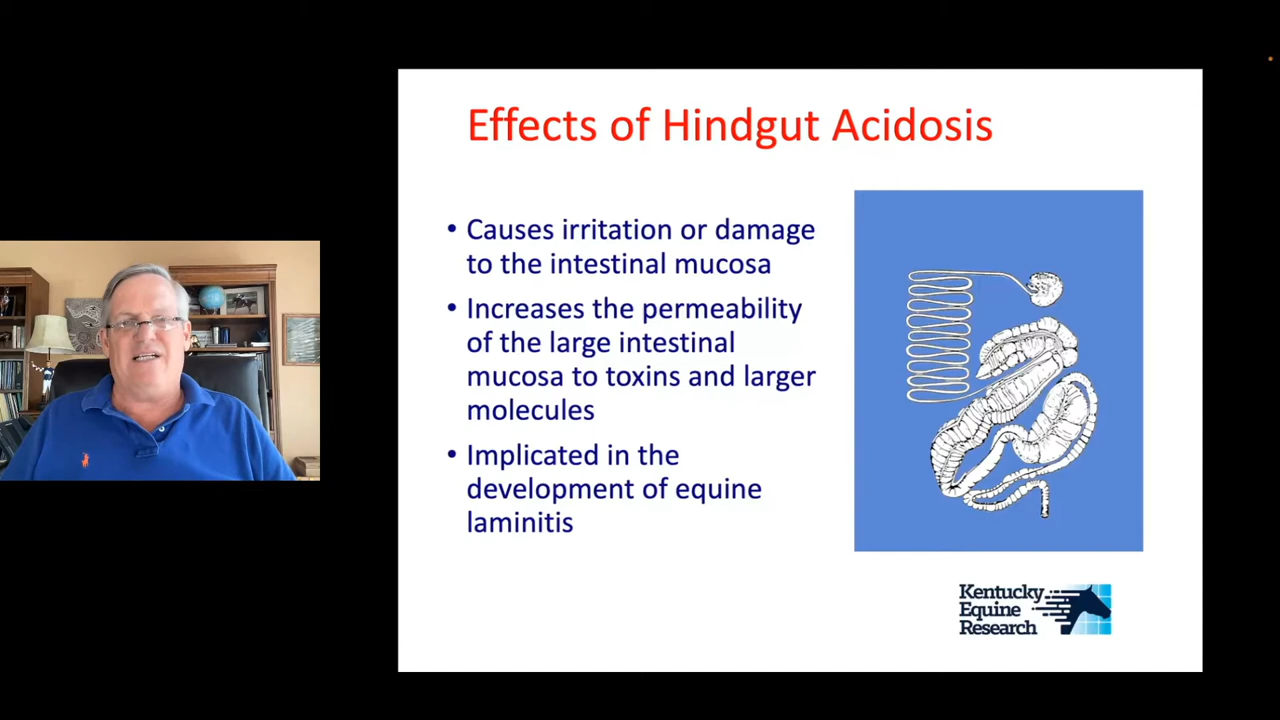 Effects of Hindgut Acidosis
• Causes irritation or damage
to the intestinal mucosa
• Increases the permeability
of the large intestinal
mucosa to toxins and larger
molecules
• Implicated in the
development of equine
laminitis
Kentucky
Equine
Research